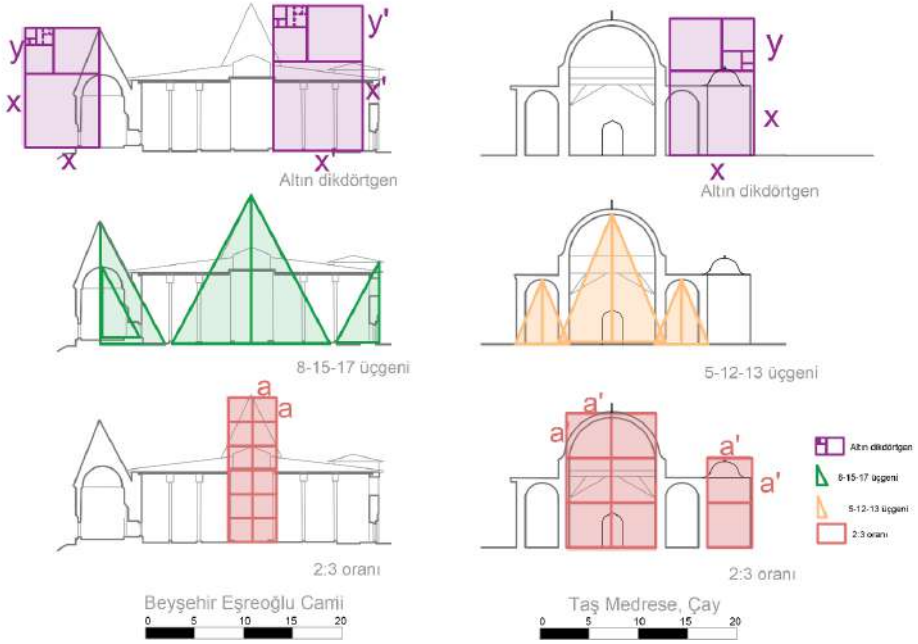 y
x
x
y'
x'
x'
Altın dikdörtgen
y
x
x
Altın dikdörtgen
8-15-17 üçgeni
5-12-13 üçgeni
a
a
2:3 oranı
a'
a'
a'
a'
2:3 oranı
Altın dikdörtgen
8-15-17 üçgeni
5-12-13 üçgeni
2:3 oranı
Beyşehir Eşreoğlu Camii
0 5 10 15 20
Taş Medrese, Çay
0 5 10 15 20